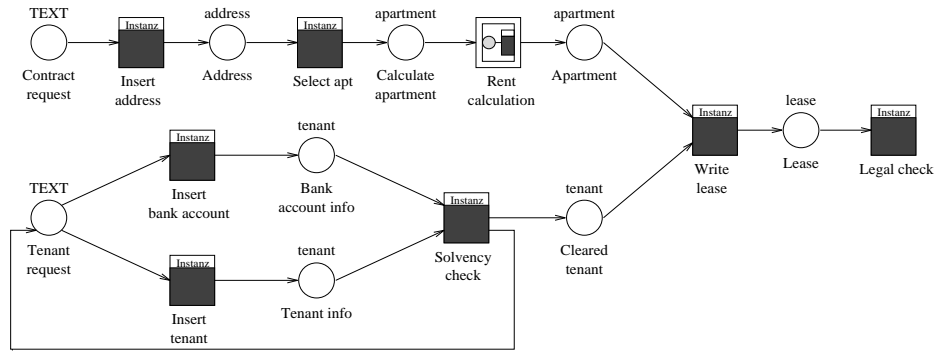 TEXT
Instanz
address
Instanz
apartment
apartment
Contract
request
Insert
address
Address
Select apt
Calculate
apartment
Rent
calculation
Apartment
Instanz
lease
Instanz
Write
lease
Lease
Legal check
Instanz
tenant
Insert
bank account
Bank
account info
TEXT
Tenant
request
Instanz
Solvency
check
tenant
Cleared
tenant
Instanz
tenant
Insert
tenant
Tenant info